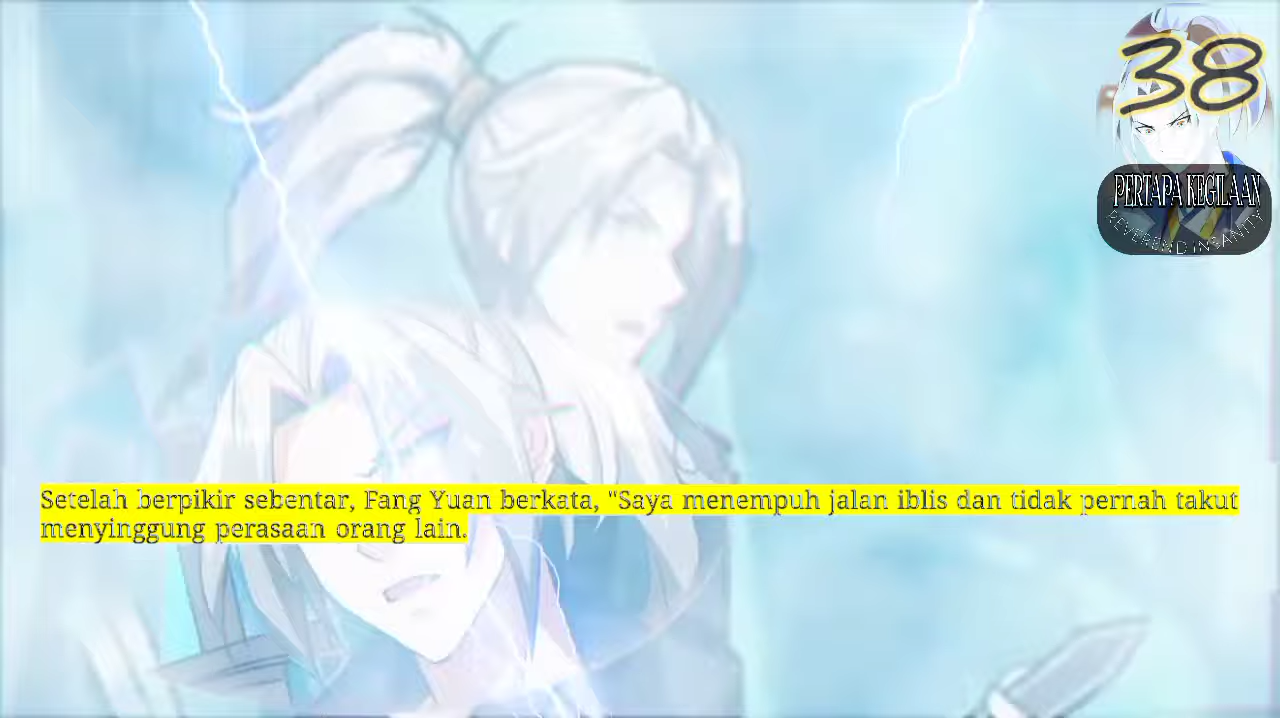 38
PERTAPA KEGILAAN
REVEREND INSANITY
Setelah berpikir sebentar, Fang Yuan berkata, "Saya menempuh jalan iblis dan tidak pernah takut
menyinggung perasaan orang lain.